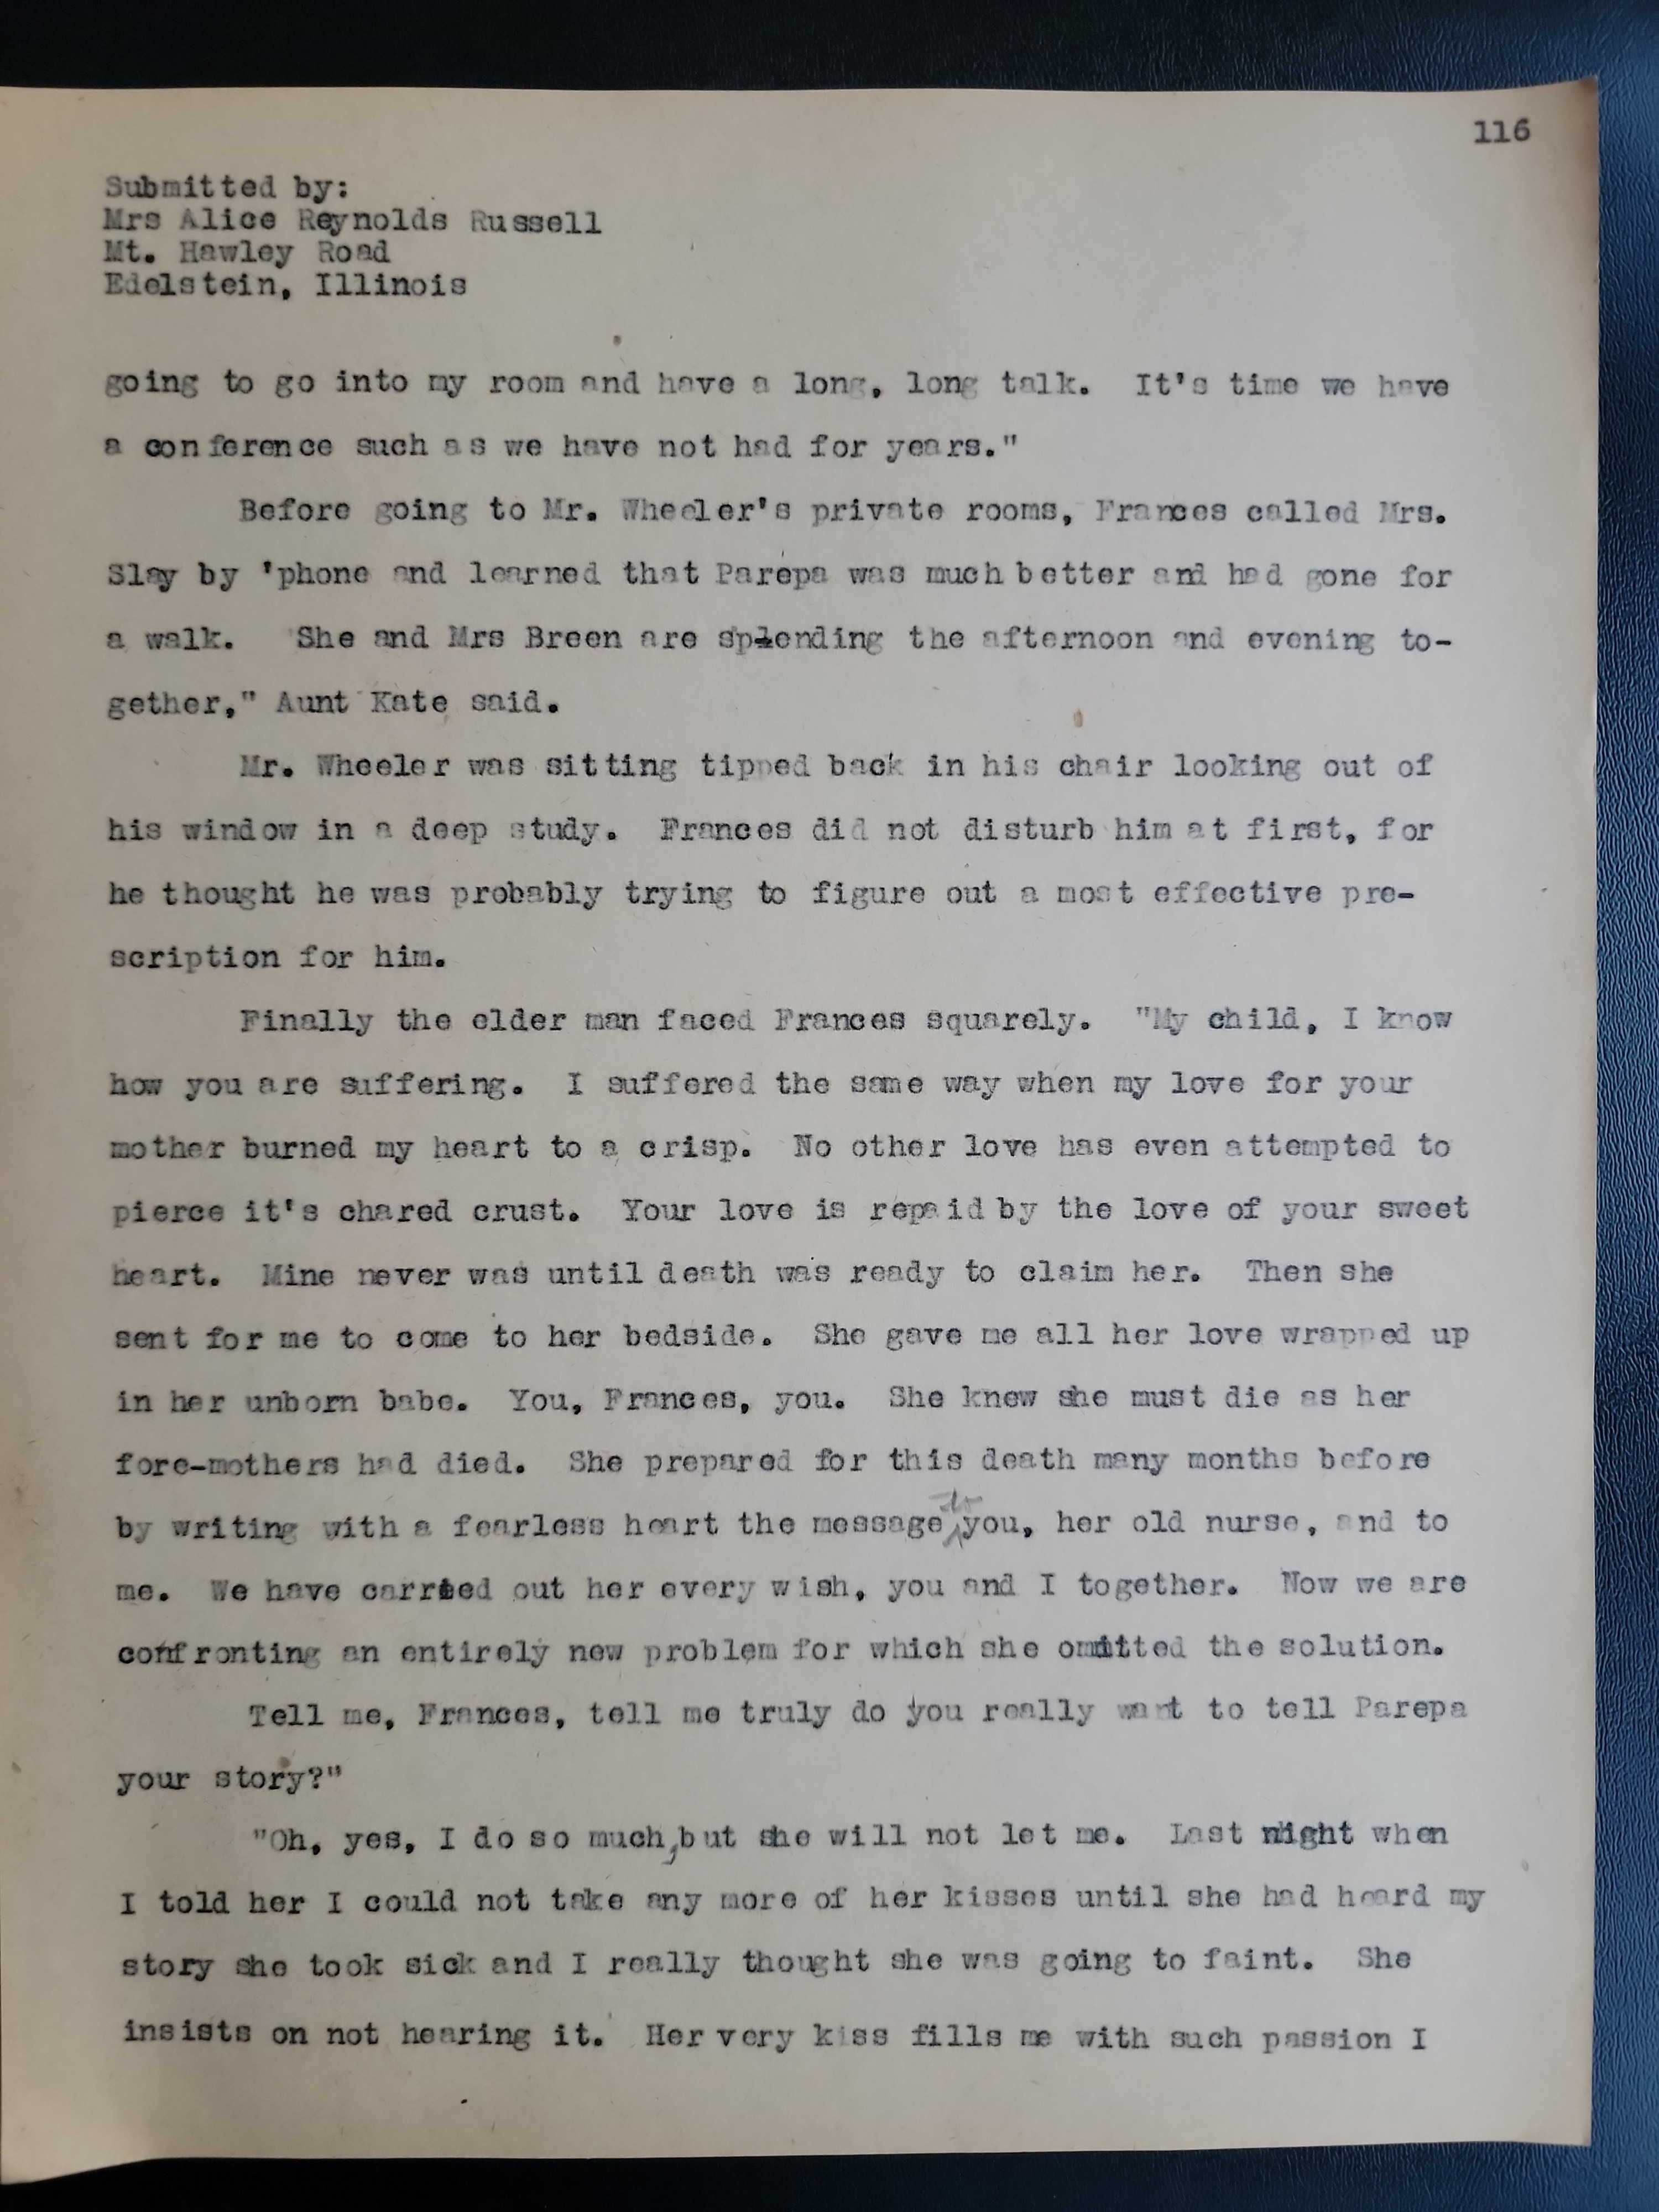 116
Submitted by:
Mrs Alice Reynolds Russell
Mt. Hawley Road
Edelstein, Illinois
going to go into my room and have a long, long talk. It's time we have
a conference such as we have not had for years."
Before going to Mr. Wheeler's private rooms, Frances called Mrs.
Slay by 'phone and learned that Parepa was much better and had gone for
a walk. She and Mrs Breen are spending the afternoon and evening to-
gether," Aunt Kate said.
Mr. Wheeler was sitting tipped back in his chair looking out of
his window in a deep study. Frances did not disturb him at first, for
he thought he was probably trying to figure out a most effective pre-
scription for him.
Finally the elder man faced Frances squarely. "My child, I know
how you are suffering. I suffered the same way when my love for your
mother burned my heart to a crisp. No other love has even attempted to
pierce it's chared crust. Your love is repaid by the love of your sweet
heart. Mine never was until death was ready to claim her. Then she
sent for me to come to her bedside. She gave me all her love wrapped up
in her unborn babe. You, Frances, you. She knew she must die as her
fore-mothers had died. She prepared for this death many months before
by writing with a fearless heart the message to you, her old nurse, and to
me. We have carried out her every wish, you and I together. Now we are
confronting an entirely new problem for which she omitted the solution.
Tell me, Frances, tell me truly do you really want to tell Parepa
your story?"
"Oh, yes, I do so much, but she will not let me. Last night when
I told her I could not take any more of her kisses until she had heard my
story she took sick and I really thought she was going to faint. She
insists on not hearing it. Her very kiss fills me with such passion I